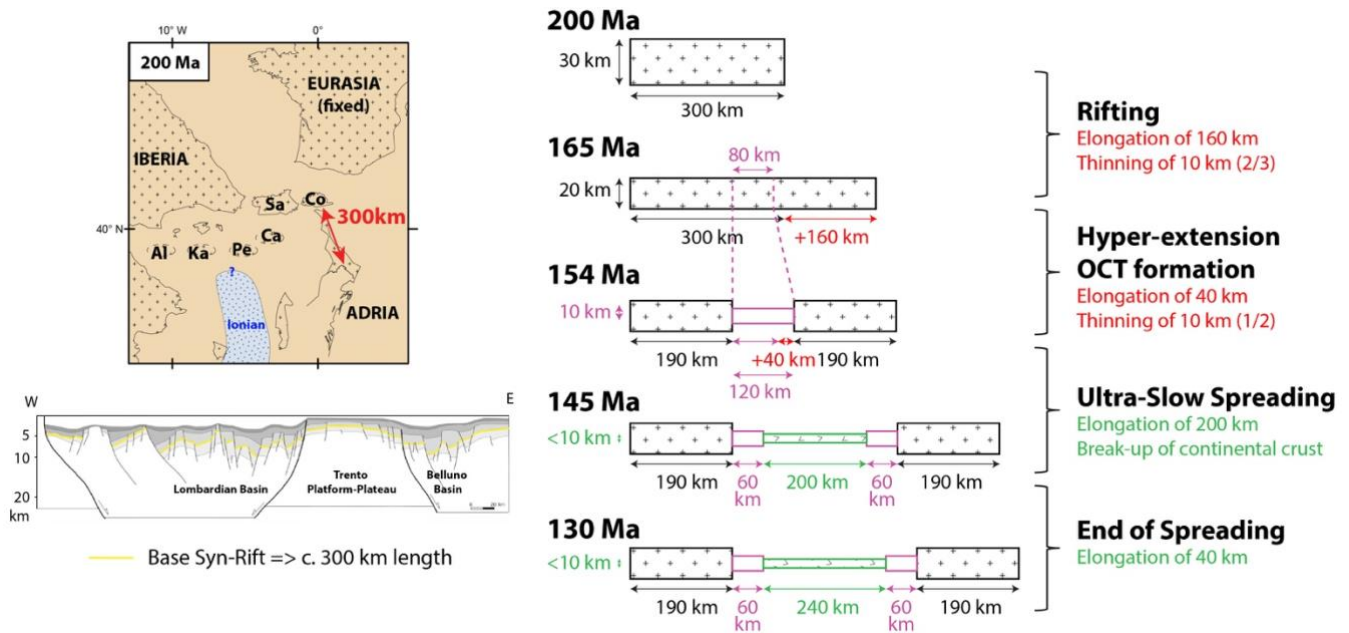 10° W
0°
200 Ma
EURASIA
(fixed)
IBERIA
Sa
Co
300km
40° N
Ca
Al
Ka
Pe
?
Ionian
ADRIA
W
E
5
10
20
km
Lombardian Basin
Trento
Platform-Plateau
Belluno
Basin
Base Syn-Rift => c. 300 km length
200 Ma
30 km
300 km
165 Ma
80 km
20 km
300 km
+160 km
154 Ma
10 km
190 km
+40 km
190 km
120 km
145 Ma
<10 km
190 km
60
km
200 km
60
km
190 km
130 Ma
<10 km
190 km
60
km
240 km
60
km
190 km
Rifting
Elongation of 160 km
Thinning of 10 km (2/3)
Hyper-extension
OCT formation
Elongation of 40 km
Thinning of 10 km (1/2)
Ultra-Slow Spreading
Elongation of 200 km
Break-up of continental crust
End of Spreading
Elongation of 40 km